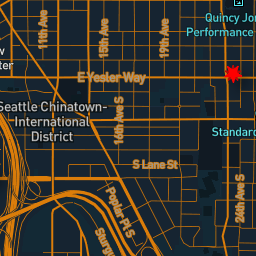 Quincy Jo
Performance
11th Ave
15th Ave
19th Ave
E Yesler Way
Seattle Chinatown-
International
District
14th Ave S
Standard
S Lane St
Poplar Pl S
24th Ave S